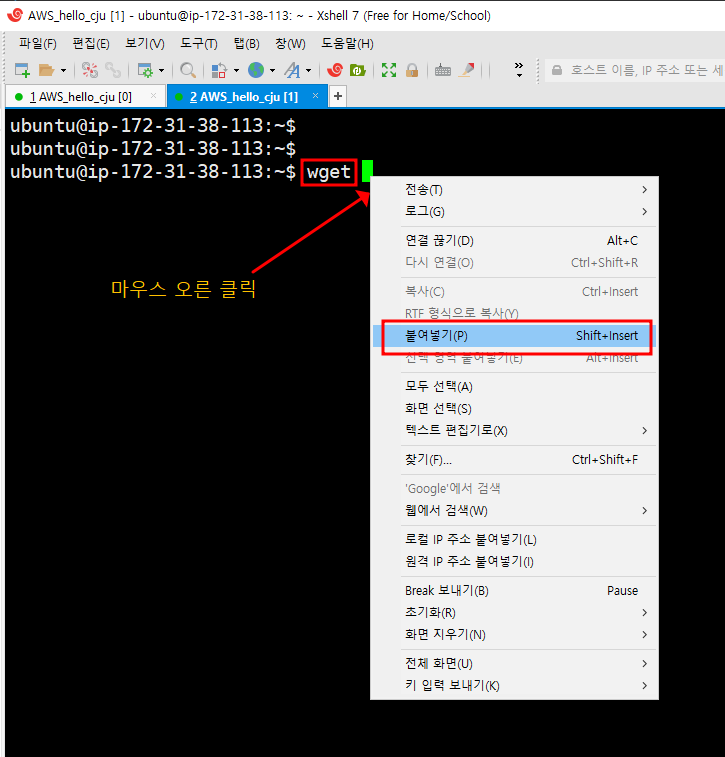 AWS_hello_cju [1] - ubuntu@ip-172-31-38-113: ~ - Xshell 7 (Free for Home/School)
파일(F) 편집(E) 보기(V) 도구(T) 탭(B) 창(W) 도움말(H)
» 호스트 이름, IP 주소 또는 세
1 AWS_hello_cju [0] × 2 AWS_hello_cju [1] × +
ubuntu@ip-172-31-38-113:~$
ubuntu@ip-172-31-38-113:~$
ubuntu@ip-172-31-38-113:~$ wget
마우스 오른 클릭
전송(T)
로그(G)
연결 끊기(D) Alt+C
다시 연결(O) Ctrl+Shift+R
복사(C) Ctrl+Insert
RTF 형식으로 복사(Y)
붙여넣기(P) Shift+Insert
선택 영역 붙여넣기(E) Alt+Insert
모두 선택(A)
화면 선택(S)
텍스트 편집기로(X)
찾기(F)... Ctrl+Shift+F
'Google'에서 검색
웹에서 검색(W)
로컬 IP 주소 붙여넣기(L)
원격 IP 주소 붙여넣기(I)
Break 보내기(B) Pause
초기화(R)
화면 지우기(N)
전체 화면(U)
키 입력 보내기(K)